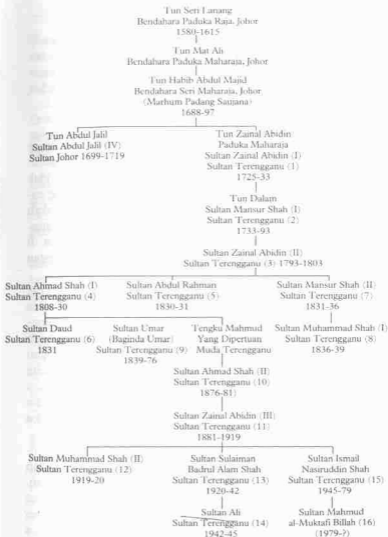 Tun Seri Lanang
Bendahara Paduka Raja, Johor
1580-1615
Tun Mat Ali
Bendahara Paduka Maharaja, Johor
Tun Habib Abdul Majid
Bendahara Seri Maharaja, Johor
(Marhum Padang Saujana)
1688-97
Tun Abdul Jalil
Sultan Abdul Jalil (IV)
Sultan Johor 1699-1719
Tun Zainal Abidin
Paduka Maharaja
Sultan Zainal Abidin (I)
Sultan Terengganu (1)
1725-33
Tun Dalam
Sultan Mansur Shah (I)
Sultan Terengganu (2)
1733-93
Sultan Zainal Abidin (II)
Sultan Terengganu (3) 1793-1803
Sultan Ahmad Shah (I)
Sultan Terengganu (4)
1808-30
Sultan Abdul Rahman
Sultan Terengganu (5)
1830-31
Sultan Mansur Shah (II)
Sultan Terengganu (7)
1831-36
Sultan Daud
Sultan Terengganu (6)
1831
Sultan Umar
(Baginda Umar)
Sultan Terengganu (9)
1839-76
Tengku Mahmud
Yang Dipertuan
Muda Terengganu
Sultan Muhammad Shah (I)
Sultan Terengganu (8)
1836-39
Sultan Ahmad Shah (II)
Sultan Terengganu (10)
1876-81)
Sultan Zainal Abidin (III)
Sultan Terengganu (11)
1881-1919
Sultan Muhammad Shah (II)
Sultan Terengganu (12)
1919-20
Sultan Sulaiman
Badrul Alam Shah
Sultan Terengganu (13)
1920-42
Sultan Ismail
Nasiruddin Shah
Sultan Terengganu (15)
1945-79
Sultan Ali
Sultan Terengganu (14)
1942-45
Sultan Mahmud
al-Muktafi Billah (16)
(1979-?)